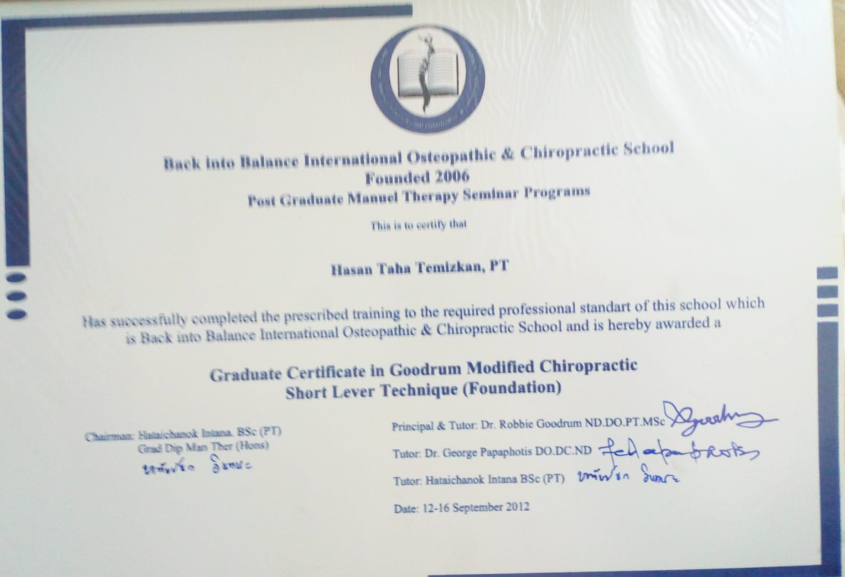 Back into Balance International Osteopathic & Chiropractic School
Founded 2006
Post Graduate Manuel Therapy Seminar Programs
This is to certify that
Hasan Taha Temizkan, PT
Has successfully completed the prescribed training to the required professional standart of this school which
is Back into Balance International Osteopathic & Chiropractic School and is hereby awarded a
Graduate Certificate in Goodrum Modified Chiropractic
Short Lever Technique (Foundation)
Chairman: Hataichanok Intana. BSc (PT)
Grad Dip Man Ther (Hons)
Principal & Tutor: Dr. Robbie Goodrum ND.DO.PT.MSc
Tutor: Dr. George Papaphotis DO.DC.ND
Tutor: Hataichanok Intana BSc (PT)
Date: 12-16 September 2012